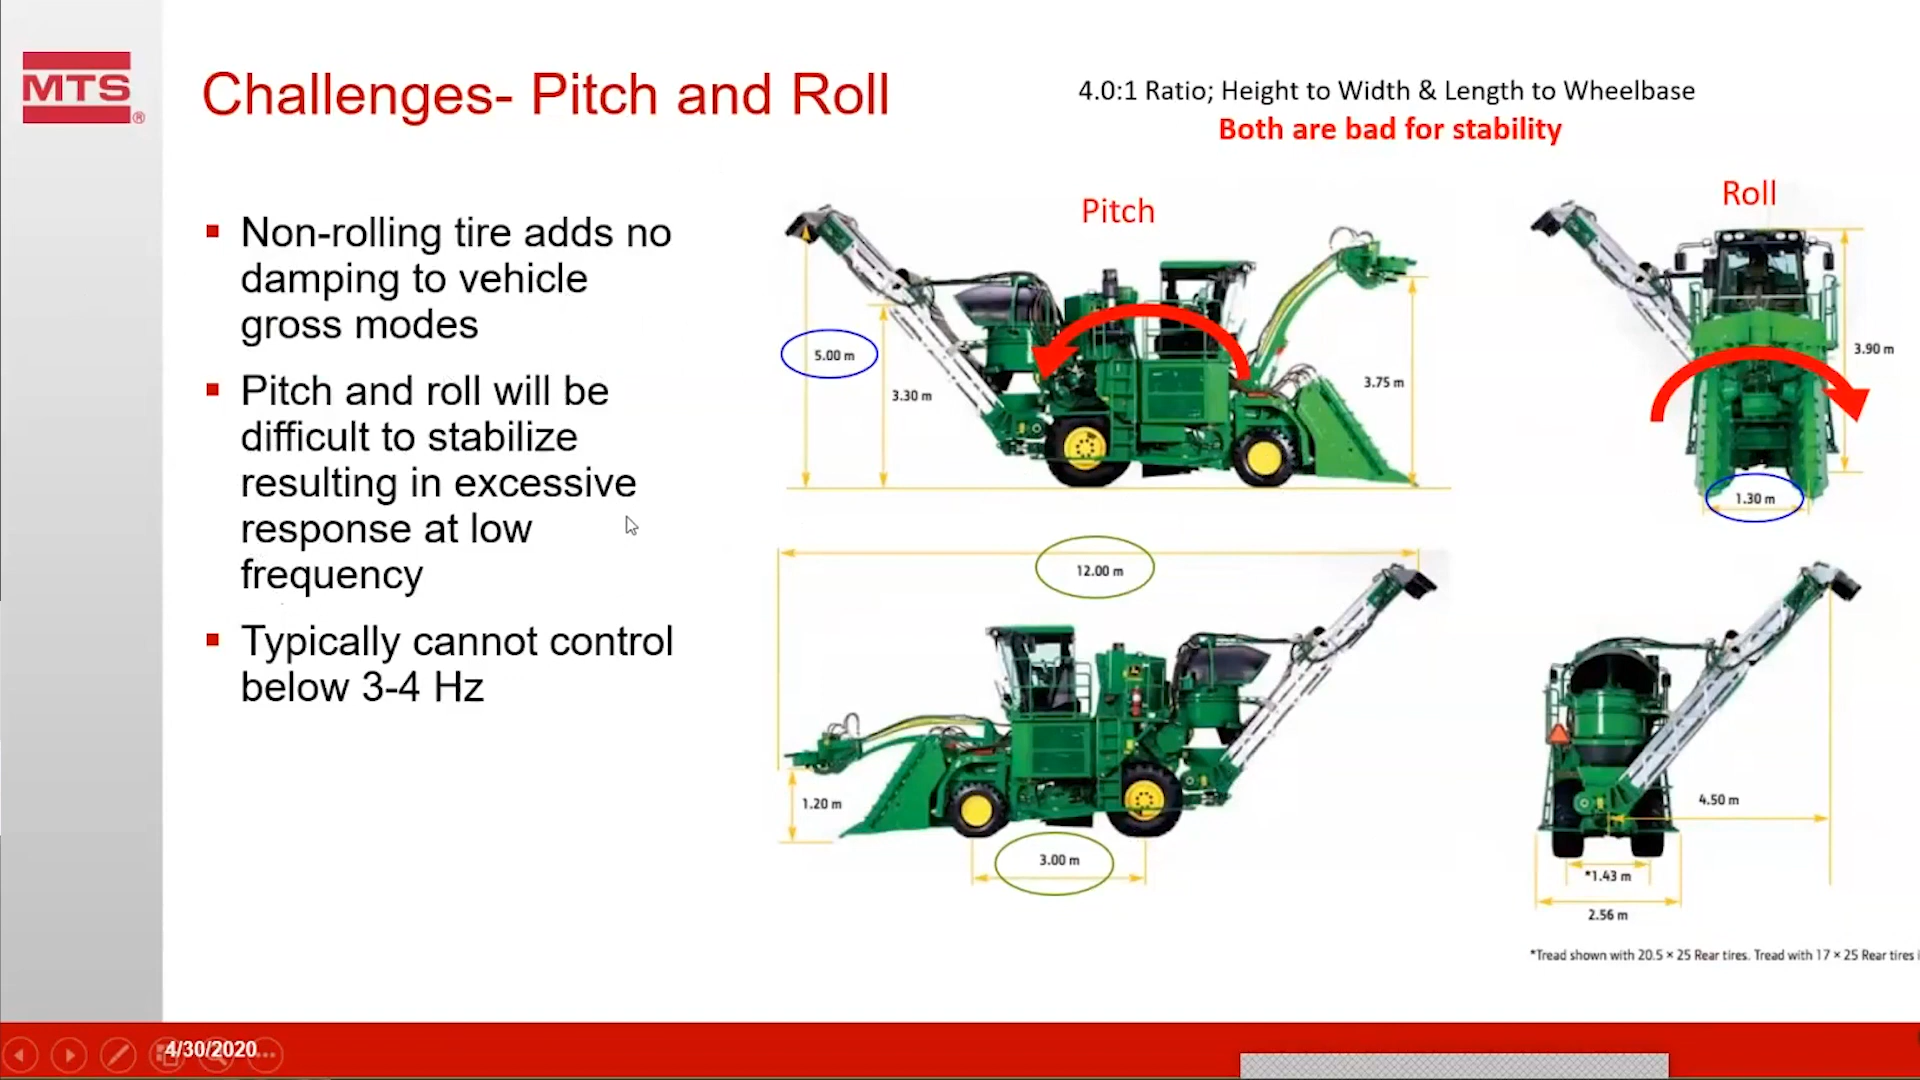 MTS
®
Challenges- Pitch and Roll
4.0:1 Ratio; Height to Width & Length to Wheelbase
Both are bad for stability
Non-rolling tire adds no
damping to vehicle
gross modes
Pitch and roll will be
difficult to stabilize
resulting in excessive
response at low
frequency
Typically cannot control
below 3-4 Hz
Pitch
5.00 m
3.30 m
3.75 m
Roll
3.90 m
1.30 m
12.00 m
1.20 m
3.00 m
4.50 m
*1.43 m
2.56 m
*Tread shown with 20.5 × 25 Rear tires. Tread with 17 × 25 Rear tires i
4/30/2020